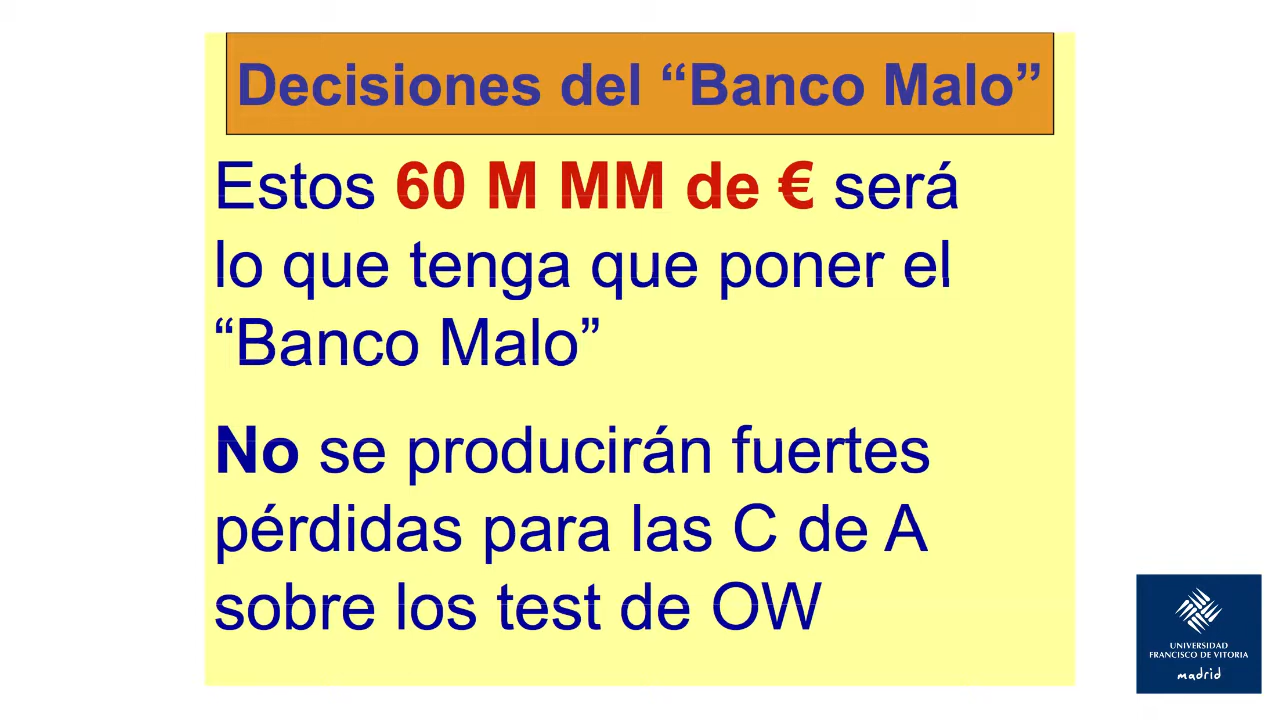 Decisiones del “Banco Malo”
Estos 60 M MM de € será
lo que tenga que poner el
“Banco Malo”
No se producirán fuertes
pérdidas para las C de A
sobre los test de OW
UNIVERSIDAD
FRANCISCO DE VITORIA
madrid